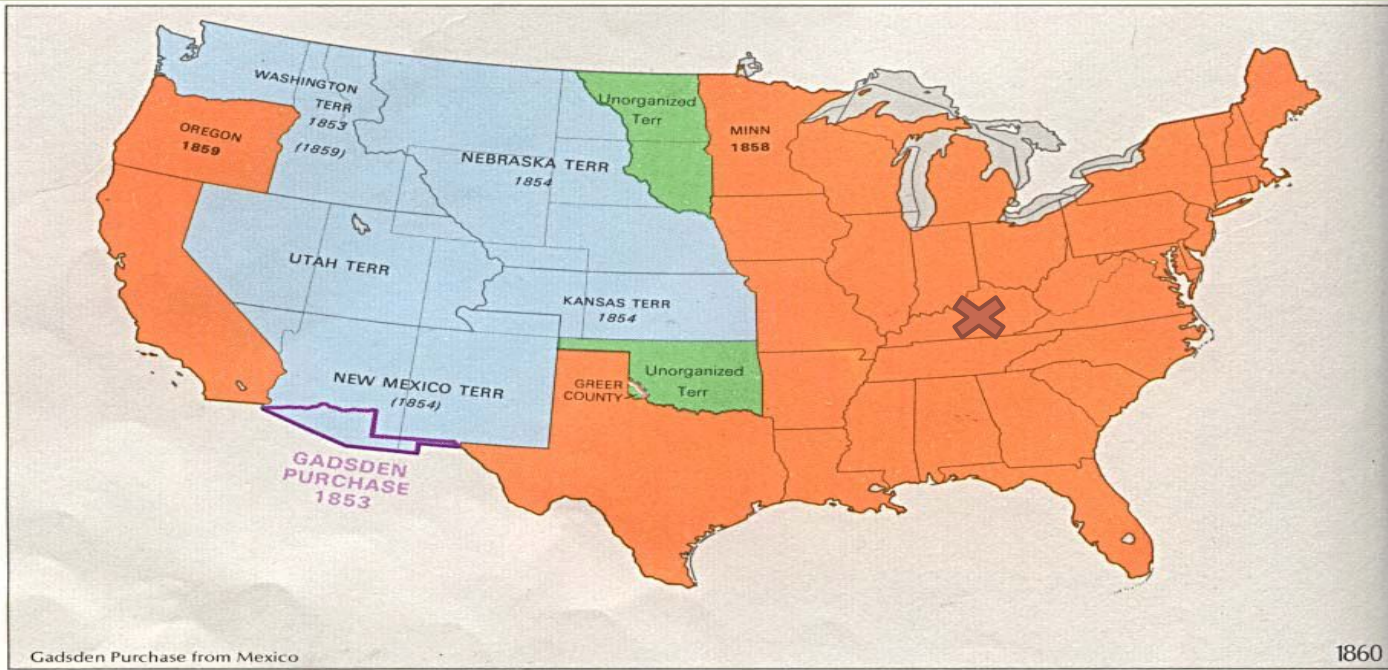 WASHINGTON
TERR
1853
(1859)
OREGON
1859
NEBRASKA TERR
1854
Unorganized
Terr
MINN
1858
UTAH TERR
KANSAS TERR
1854
NEW MEXICO TERR
(1854)
GREER
COUNTY
Unorganized
Terr
GADSDEN
PURCHASE
1853
Gadsden Purchase from Mexico
1860